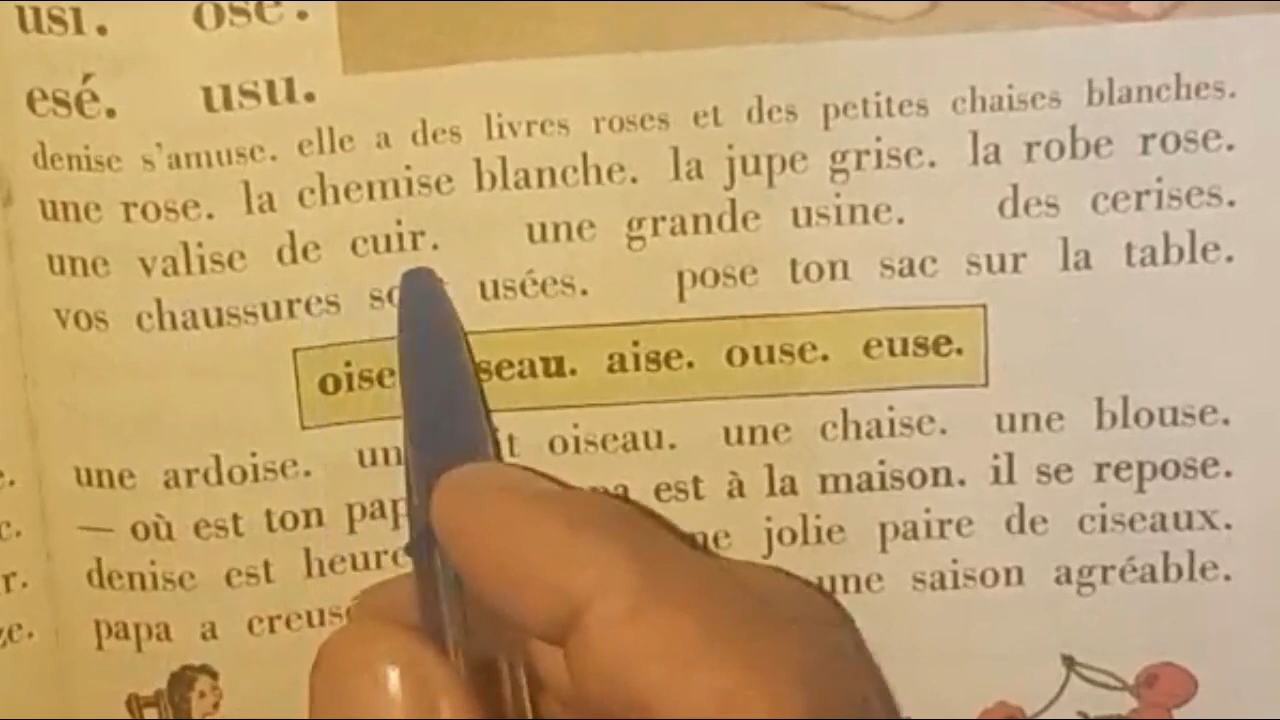 usi. ose.
esé. usu.
denise s'amuse. elle a des livres roses et des petites chaises blanches.
une rose. la chemise blanche. la jupe grise. la robe rose.
une valise de cuir. une grande usine. des cerises.
vos chaussures usées. pose ton sac sur la table.
oise seau. aise. ouse. euse.
une ardoise. un oiseau. une chaise. une blouse.
— où est ton est à la maison. il se repose.
denise est jolie paire de ciseaux.
papa a une saison agréable.